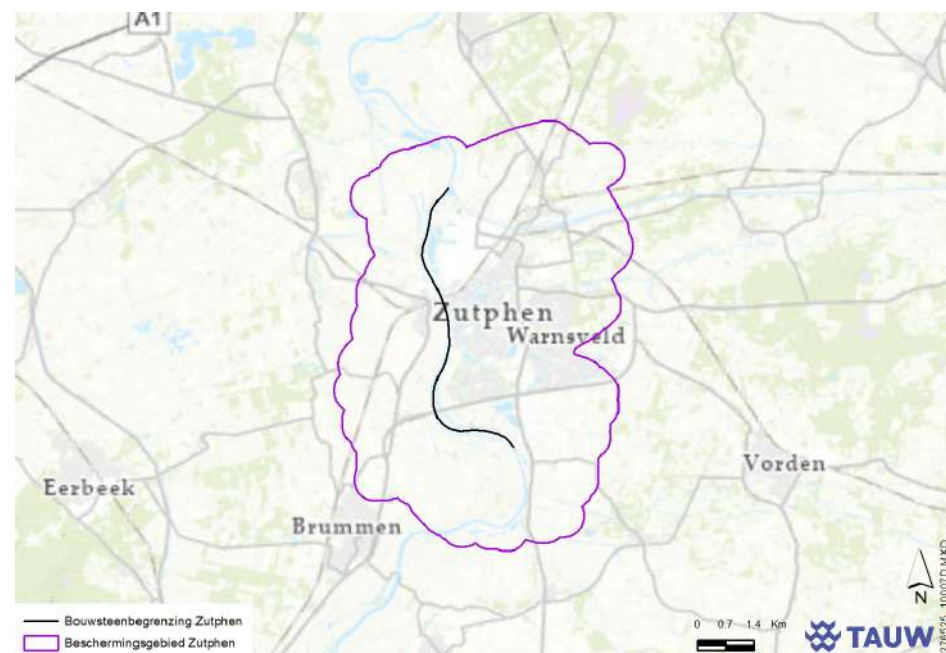 A1
Zutphen
Warnsveld
Eerbeek
Vorden
Brummen
N
Bouwsteenbegrenzing Zutphen
Beschermingsgebied Zutphen
0 0.7 1.4 Km
TAUW